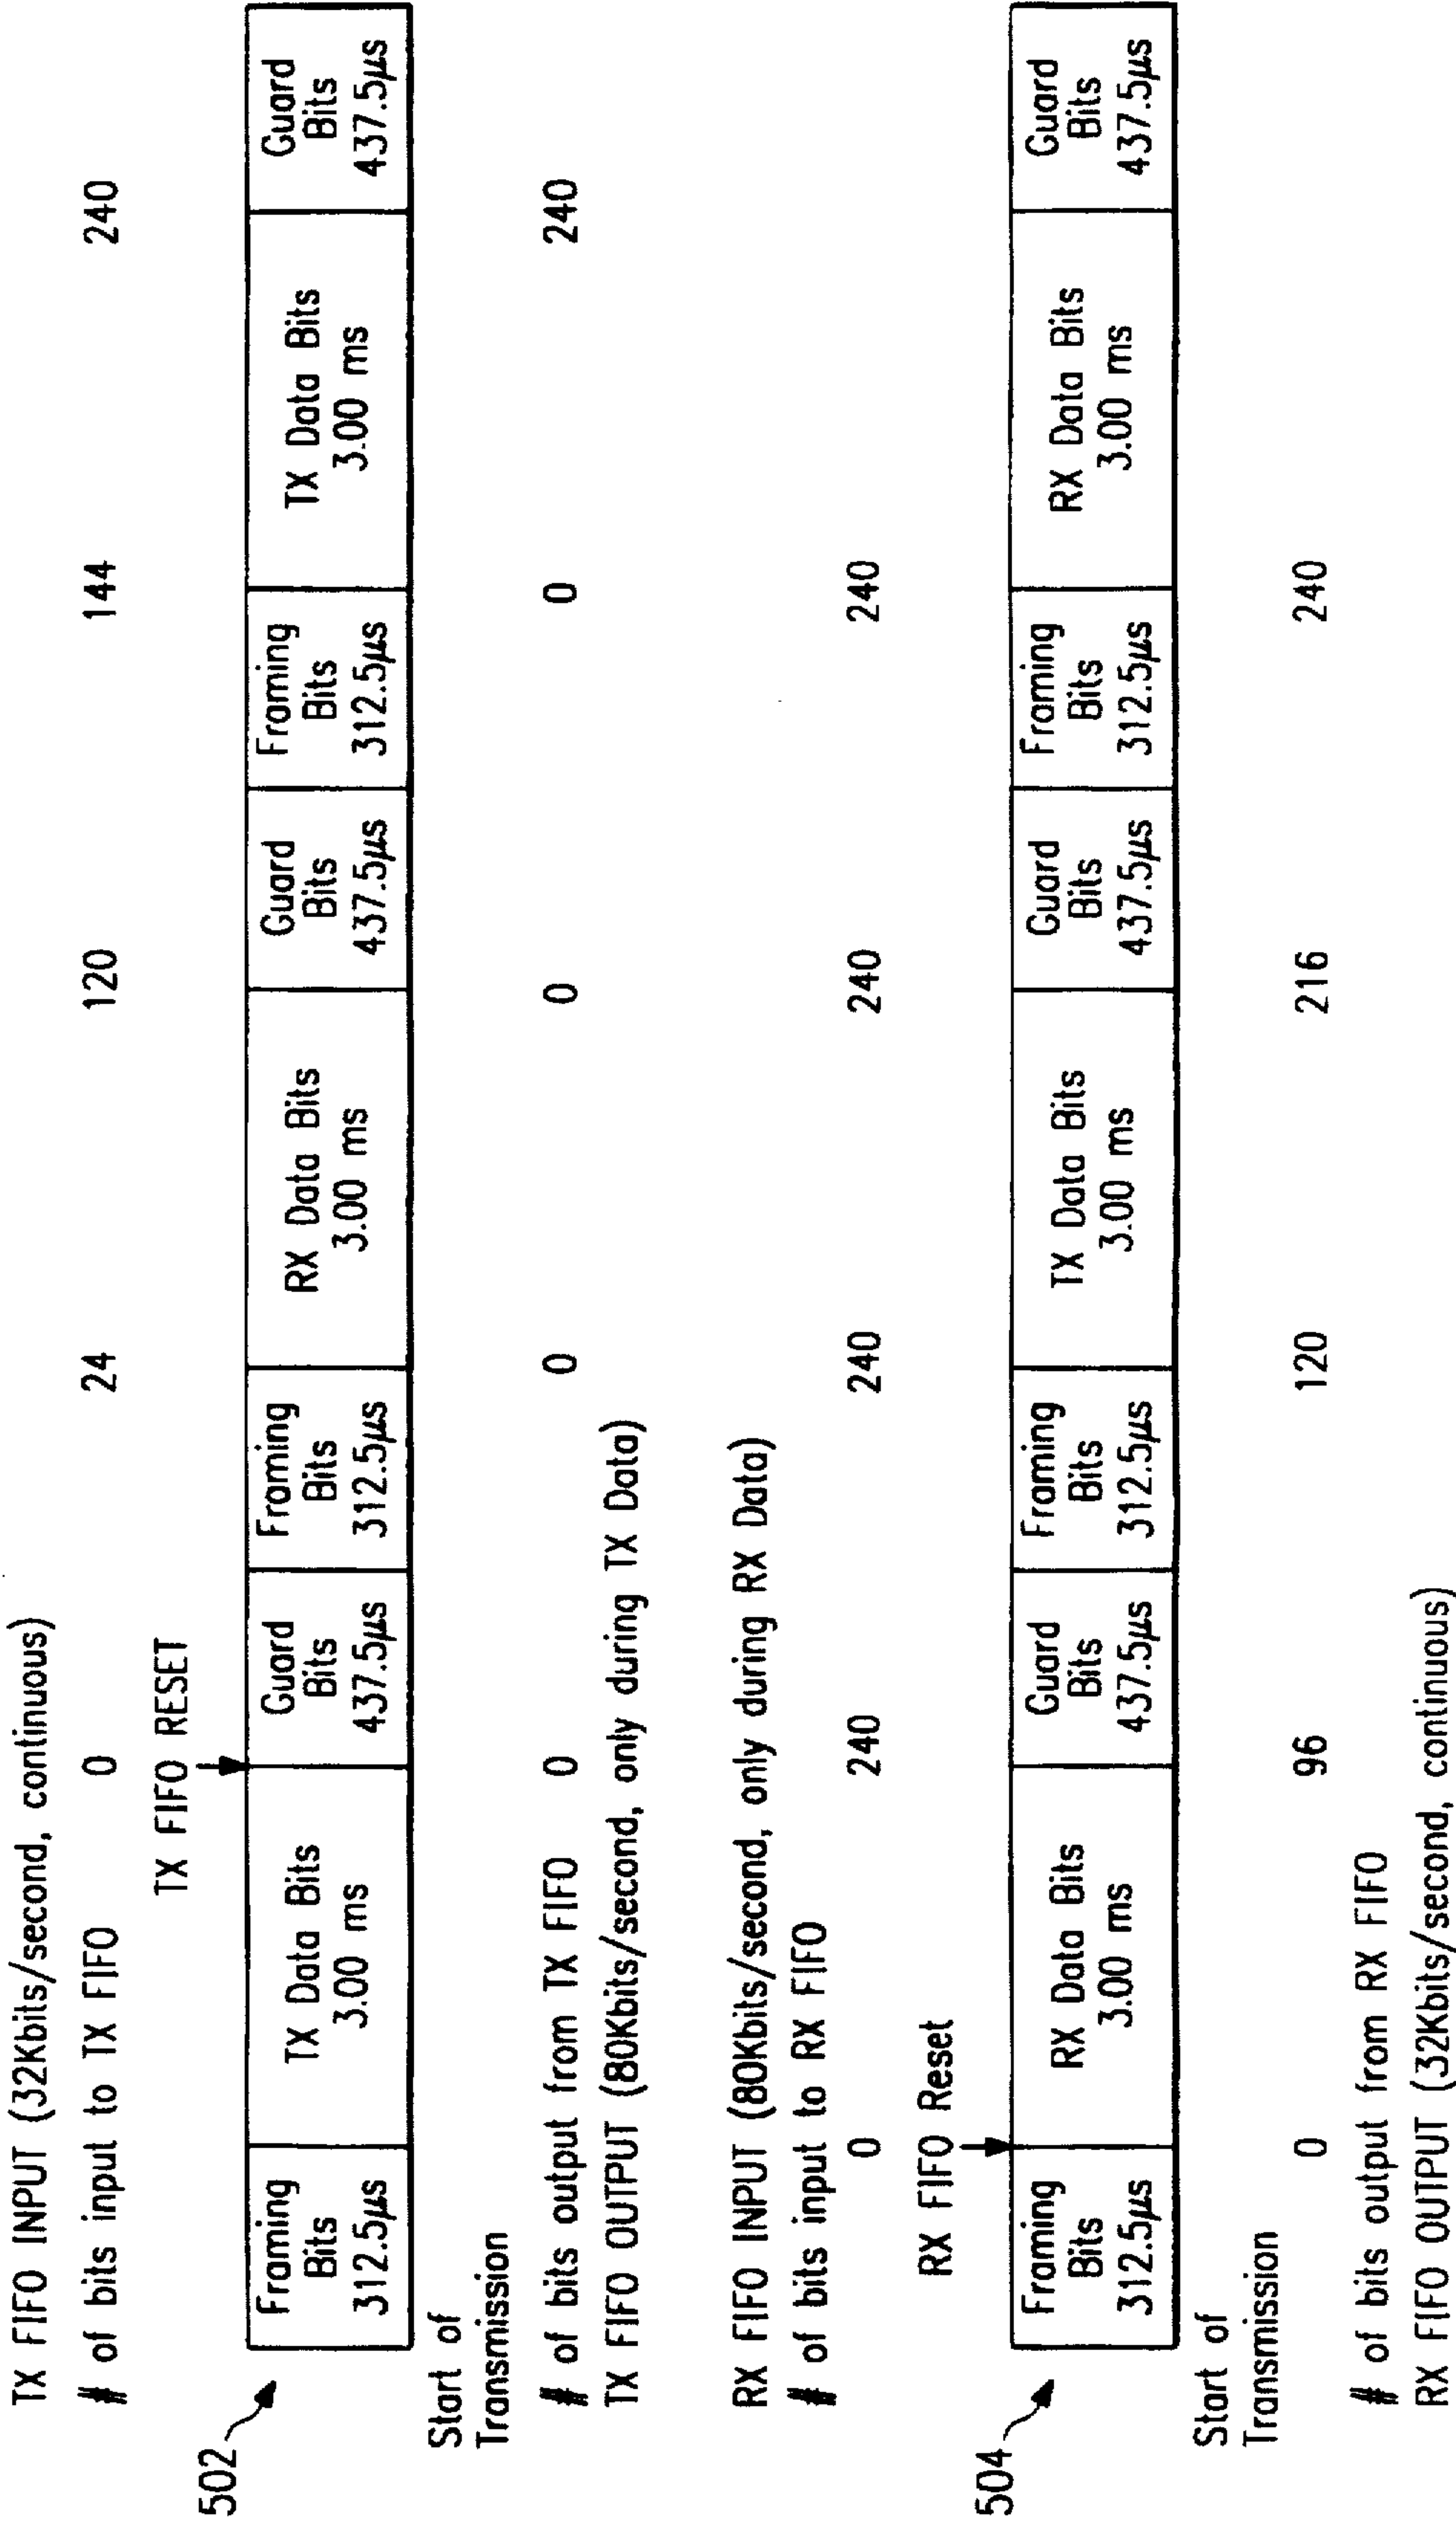 TX FIFO INPUT (32Kbits/second, continuous)
# of bits input to TX FIFO 0 24 120 144 240
TX FIFO RESET
502
Framing
Bits
312.5µs
TX Data Bits
3.00 ms
Guard
Bits
437.5µs
Framing
Bits
312.5µs
RX Data Bits
3.00 ms
Guard
Bits
437.5µs
Framing
Bits
312.5µs
TX Data Bits
3.00 ms
Guard
Bits
437.5µs
Start of
Transmission
# of bits output from TX FIFO 0 0 0 0 240
TX FIFO OUTPUT (80Kbits/second, only during TX Data)
RX FIFO INPUT (80Kbits/second, only during RX Data)
# of bits input to RX FIFO
0 240 240 240 240
RX FIFO Reset
504
Framing
Bits
312.5µs
RX Data Bits
3.00 ms
Guard
Bits
437.5µs
Framing
Bits
312.5µs
TX Data Bits
3.00 ms
Guard
Bits
437.5µs
Framing
Bits
312.5µs
RX Data Bits
3.00 ms
Guard
Bits
437.5µs
Start of
Transmission
0 96 120 216 240
# of bits output from RX FIFO
RX FIFO OUTPUT (32Kbits/second, continuous)